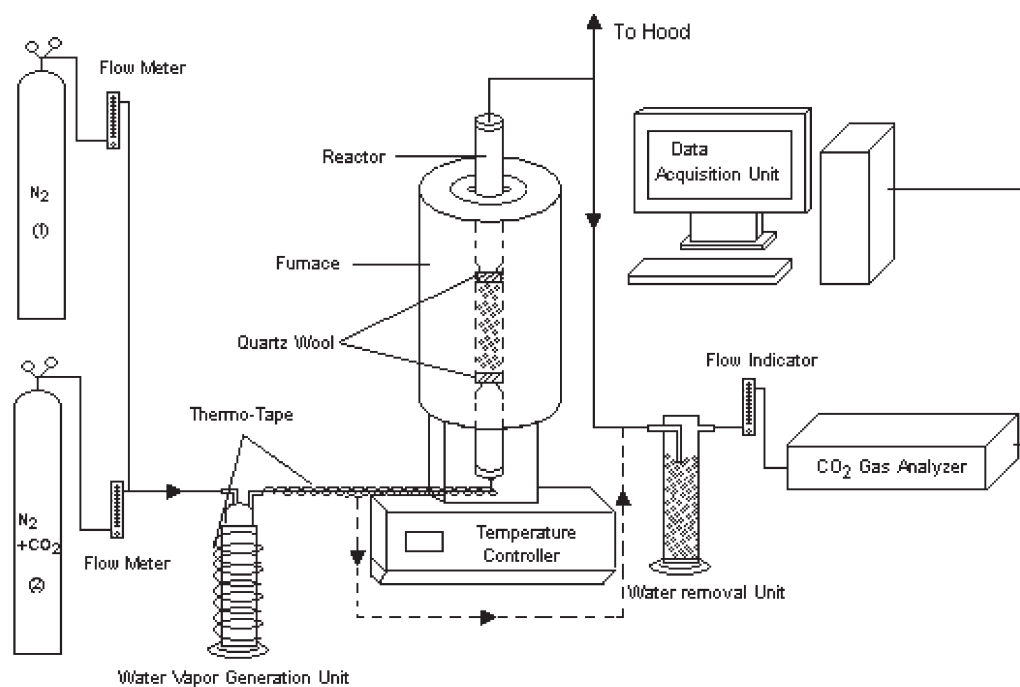 To Hood
Flow Meter
Reactor
Data
Acquisition Unit
N2
(1)
Furnace
Quartz Wool
Flow Indicator
Thermo-Tape
CO2 Gas Analyzer
N2
+CO2
(2)
Temperature
Controller
Flow Meter
Water removal Unit
Water Vapor Generation Unit